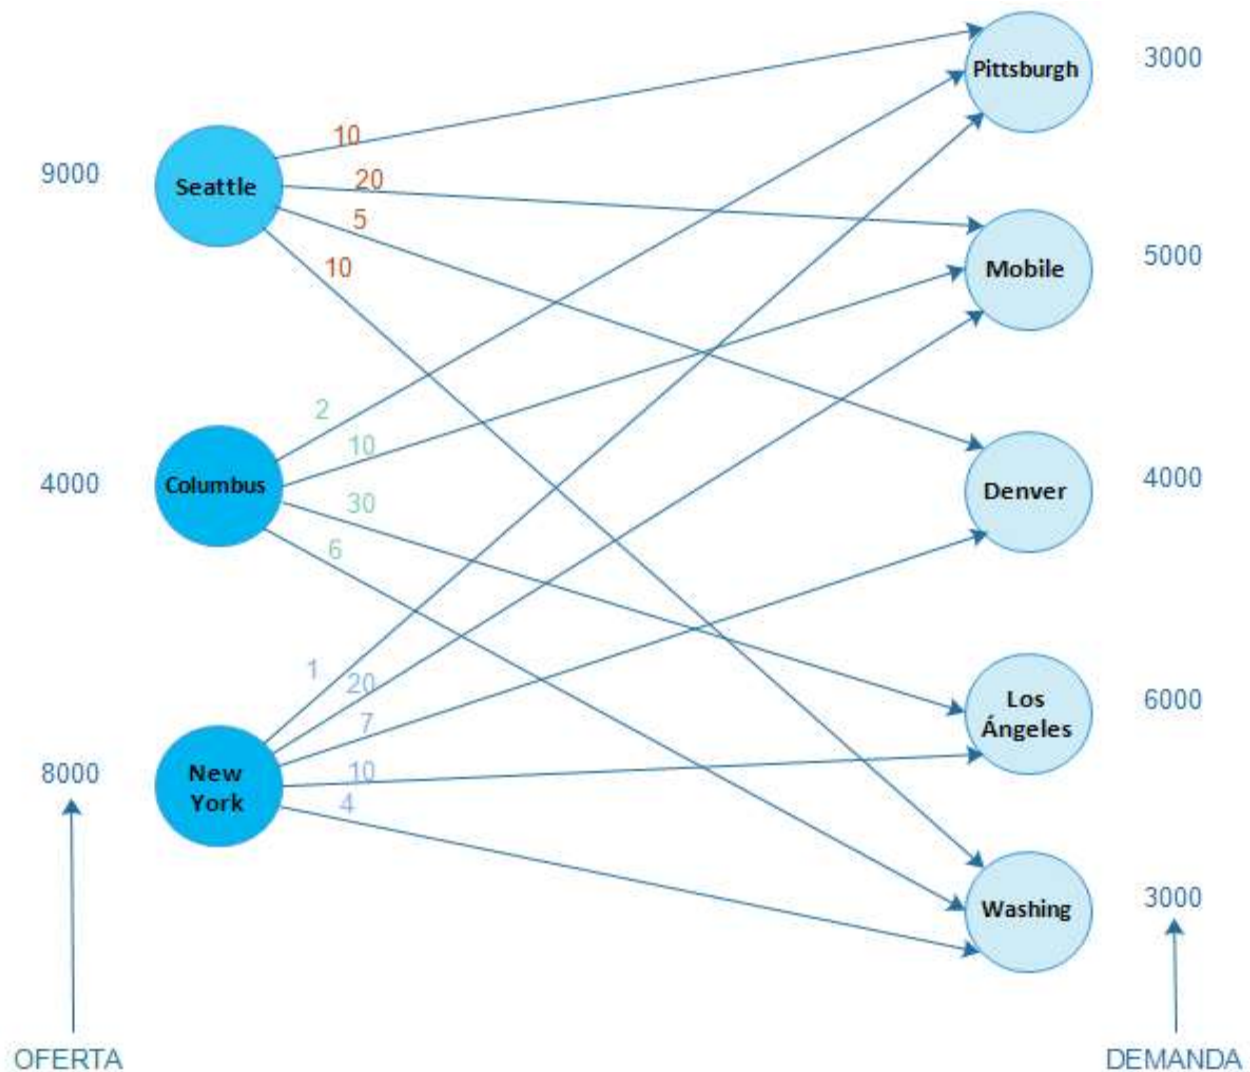 3000
Pittsburgh
10
9000
Seattle
20
5
10
5000
Mobile
2
10
4000
Columbus
30
6
4000
Denver
1
20
7
8000
New
York
10
4
6000
Los
Ángeles
3000
Washing
OFERTA
DEMANDA